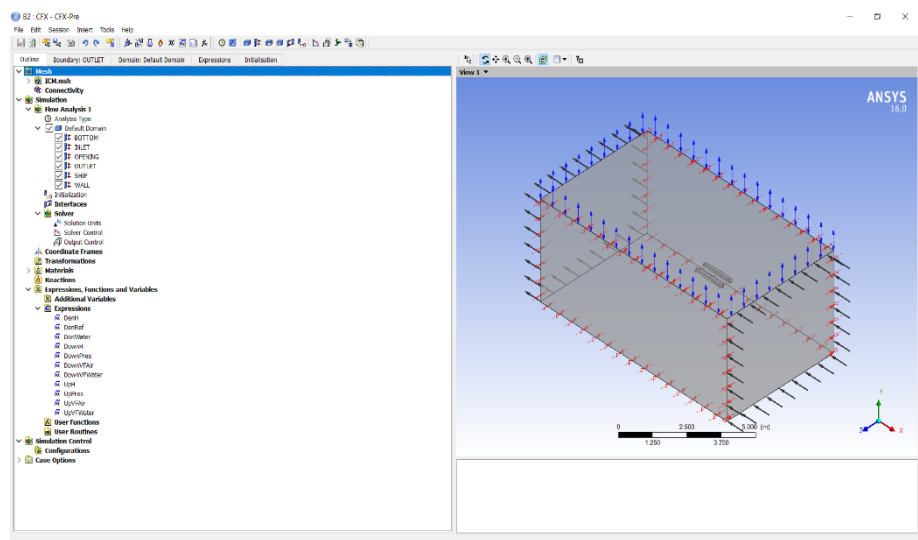 B2 : CFX - CFX-Pre
File Edit Session Insert Tools Help
Outline Boundary: OUTLET Domain: Default Domain Expressions Initialisation
View 1
Mesh
ICM.msh
Connectivity
Simulation
Flow Analysis 1
Analysis Type
Default Domain
BOTTOM
INLET
OPENING
OUTLET
SHIP
WALL
Initialization
Interfaces
Solver
Solution Units
Solver Control
Output Control
Coordinate Frames
Transformations
Materials
Reactions
Expressions, Functions and Variables
Additional Variables
Expressions
DenH
DenRef
DenWater
DownH
DownPres
DownVFAir
DownVFWater
UpH
UpPres
UpVFAir
UpVFWater
User Functions
User Routines
Simulation Control
Configurations
Case Options
ANSYS
16.0
0 2.500 5.000 (m)
1.250 3.750
Y
Z X